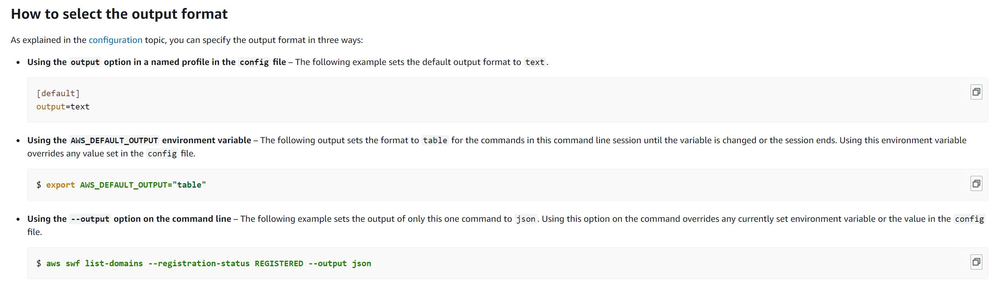 How to select the output format
As explained in the configuration topic, you can specify the output format in three ways:
• Using the output option in a named profile in the config file – The following example sets the default output format to text.
[default]
output=text
• Using the AWS_DEFAULT_OUTPUT environment variable – The following output sets the format to table for the commands in this command line session until the variable is changed or the session ends. Using this environment variable
overrides any value set in the config file.
$ export AWS_DEFAULT_OUTPUT="table"
• Using the --output option on the command line – The following example sets the output of only this one command to json. Using this option on the command overrides any currently set environment variable or the value in the config
file.
$ aws swf list-domains --registration-status REGISTERED --output json